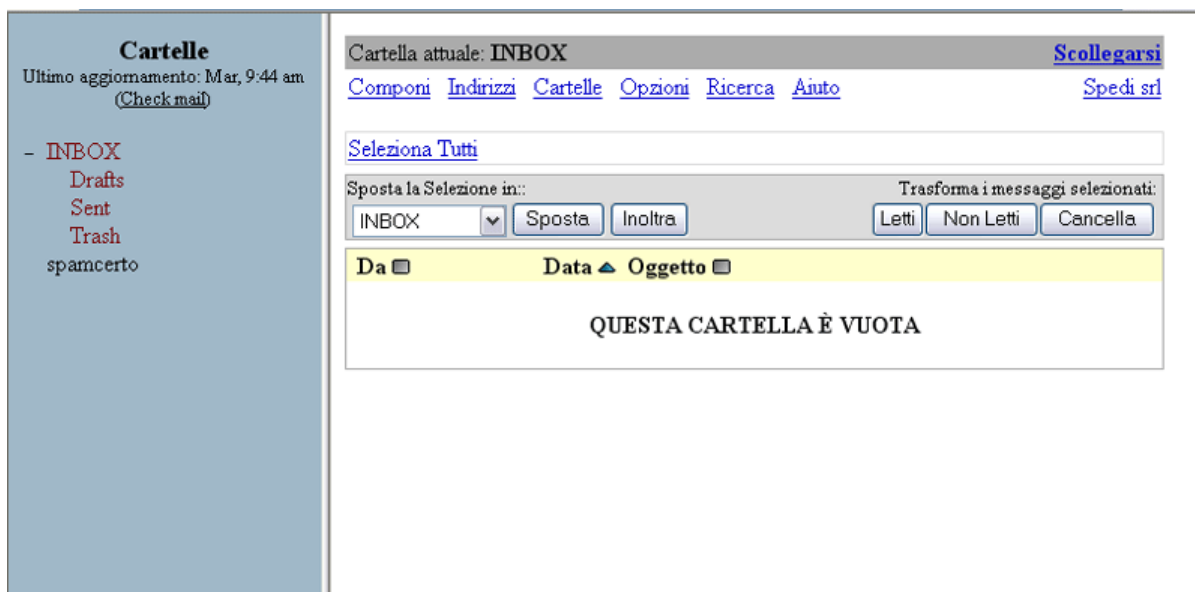 Cartelle
Ultimo aggiornamento: Mar, 9:44 am
(Check mail)
– INBOX
Drafts
Sent
Trash
spamcerto
Cartella attuale: INBOX Scollegarsi
Componi Indirizzi Cartelle Opzioni Ricerca Aiuto Spedi srl
Seleziona Tutti
Sposta la Selezione in:: Trasforma i messaggi selezionati:
INBOX Sposta Inoltra Letti Non Letti Cancella
Da Data Oggetto
QUESTA CARTELLA È VUOTA